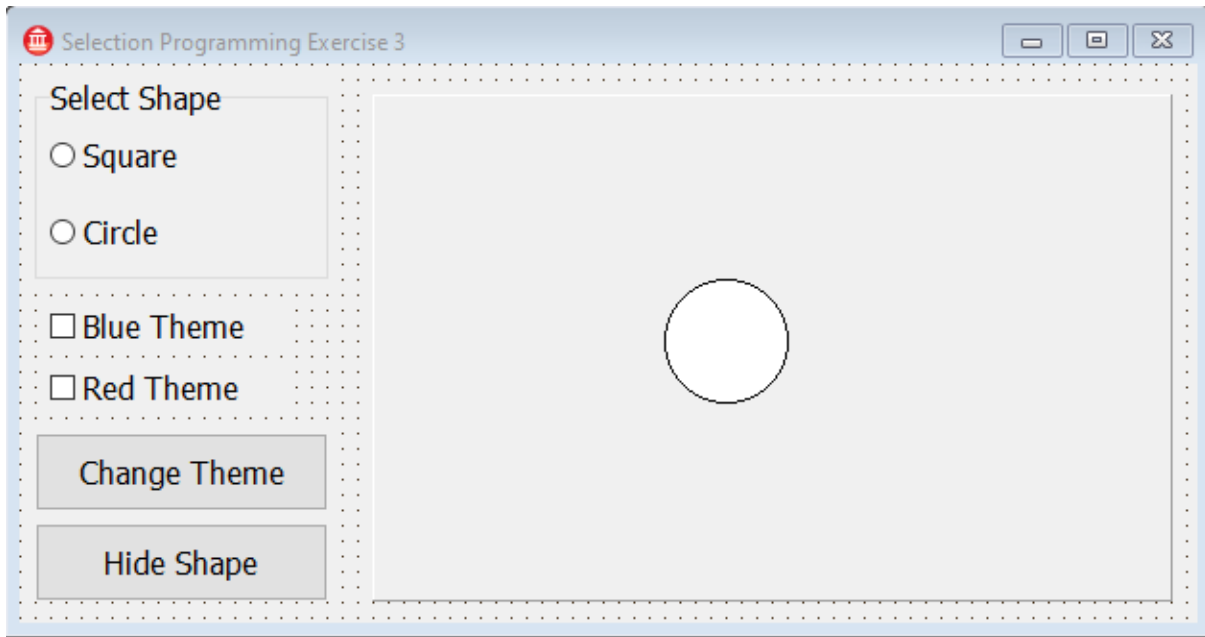 Selection Programming Exercise 3
Select Shape
Square
Circle
Blue Theme
Red Theme
Change Theme
Hide Shape